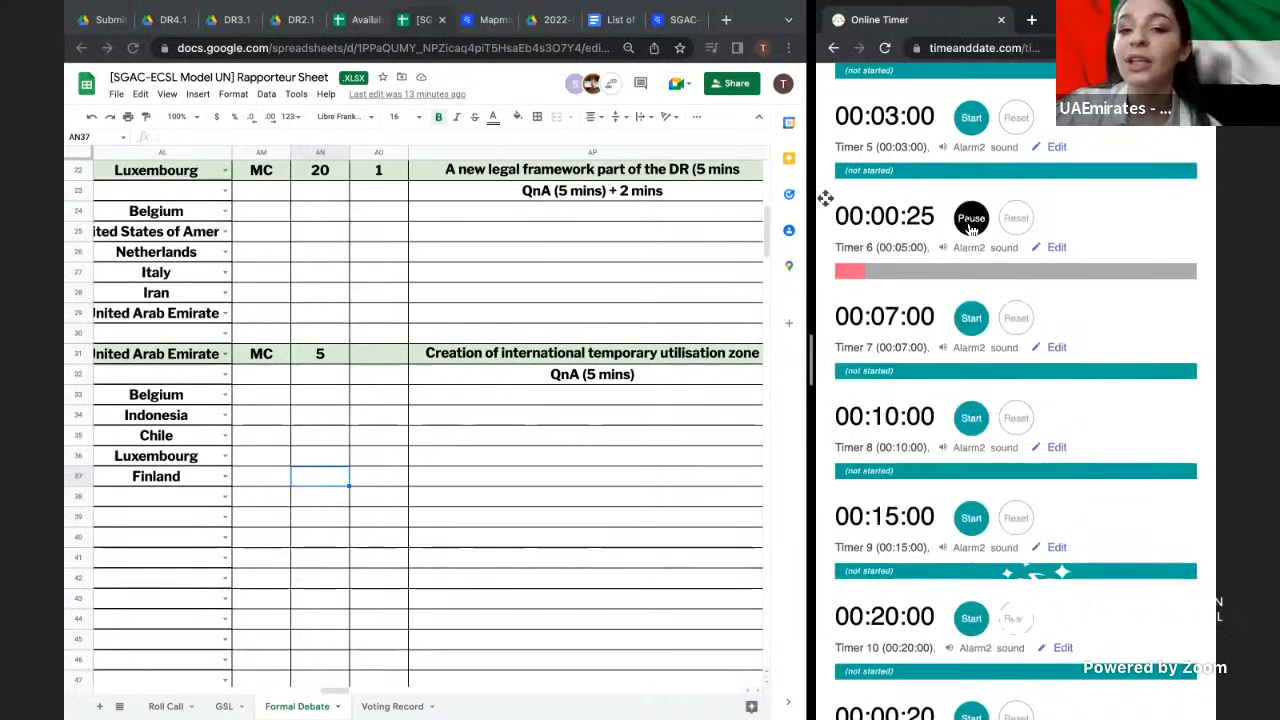 Submi
DR4.1
DR3.1
DR2.1
Availa
[SG
Mapm
2022-
List of
SGAC-
docs.google.com/spreadsheets/d/1PPaQUMY_NPZicaq4piT5HsaEb4s3O7Y4/edi...
T
[SGAC-ECSL Model UN] Rapporteur Sheet
.XLSX
S
Share
T
File Edit View Insert Format Data Tools Help
Last edit was 13 minutes ago
100% $ % .0 .00 123 Libre Frank... 16 B I S A
AN37 fx
AL AM AN AO AP
22 Luxembourg MC 20 1 A new legal framework part of the DR (5 mins
23 QnA (5 mins) + 2 mins
24 Belgium
25 ited States of Amer
26 Netherlands
27 Italy
28 Iran
29 Jnited Arab Emirate
30
31 Jnited Arab Emirate MC 5 Creation of international temporary utilisation zone
32 QnA (5 mins)
33 Belgium
34 Indonesia
35 Chile
36 Luxembourg
37 Finland
38
39
40
41
42
43
44
45
46
47
Roll Call GSL Formal Debate Voting Record
Online Timer
timeanddate.com/ti...
UAEmirates - ...
(not started)
00:03:00 Start Reset
Timer 5 (00:03:00), Alarm2 sound Edit
(not started)
00:00:25 Pause Reset
Timer 6 (00:05:00), Alarm2 sound Edit
00:07:00 Start Reset
Timer 7 (00:07:00), Alarm2 sound Edit
(not started)
00:10:00 Start Reset
Timer 8 (00:10:00), Alarm2 sound Edit
(not started)
00:15:00 Start Reset
Timer 9 (00:15:00), Alarm2 sound Edit
(not started)
00:20:00 Start
Timer 10 (00:20:00), Alarm2 sound Edit
(not started)
00:00:20 Start
N
L
Powered by Zoom